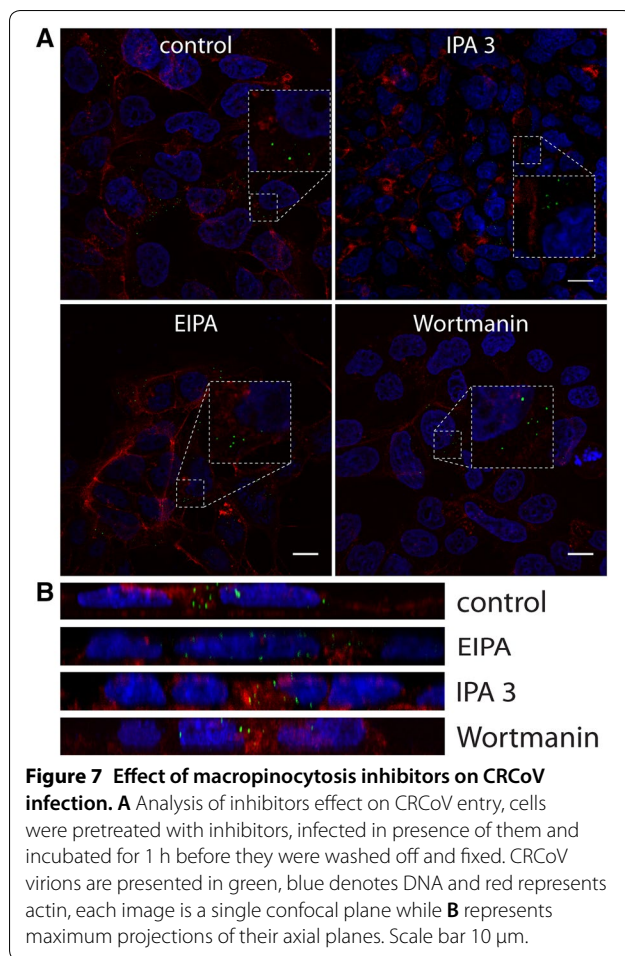 A
control
IPA 3
EIPA
Wortmanin
B
control
EIPA
IPA 3
Wortmanin
Figure 7 Effect of macropinocytosis inhibitors on CRCoV
infection. A Analysis of inhibitors effect on CRCoV entry, cells
were pretreated with inhibitors, infected in presence of them and
incubated for 1 h before they were washed off and fixed. CRCoV
virions are presented in green, blue denotes DNA and red represents
actin, each image is a single confocal plane while B represents
maximum projections of their axial planes. Scale bar 10 μm.